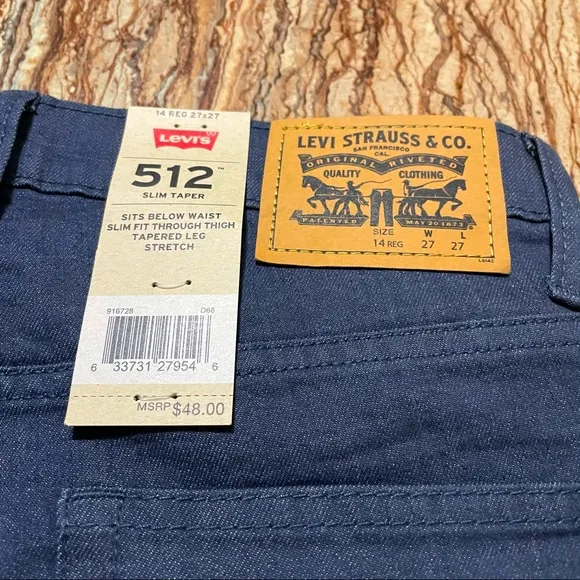 14 REG 27x27
Levi's
512™
SLIM TAPER
SITS BELOW WAIST
SLIM FIT THROUGH THIGH
TAPERED LEG
STRETCH
916728 D68
6 33731 27954 6
MSRP $48.00
LEVI STRAUSS & CO.
SAN FRANCISCO
CAL.
ORIGINAL RIVETED
QUALITY CLOTHING
PATENTED MAY 20 1873
SIZE W L
14 REG 27 27